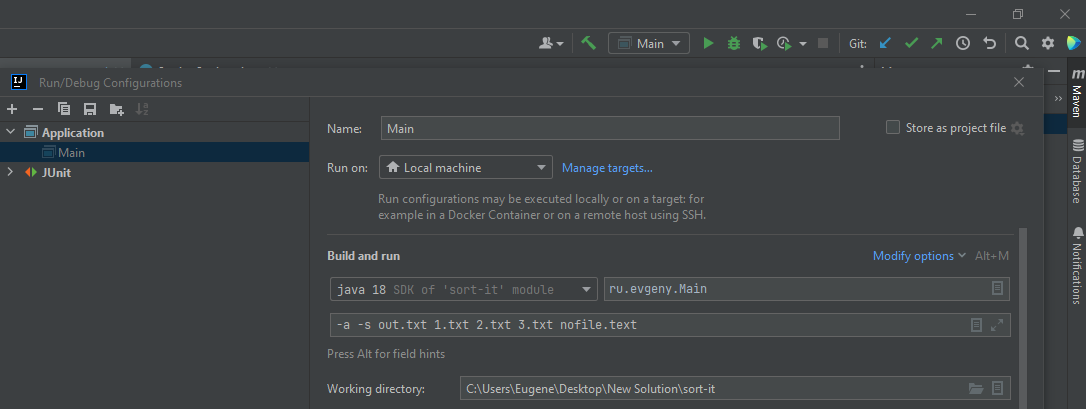 Main
Git:
IJ Run/Debug Configurations
Application
Main
JUnit
Name: Main
Store as project file
Run on: Local machine Manage targets...
Run configurations may be executed locally or on a target: for
example in a Docker Container or on a remote host using SSH.
Build and run Modify options Alt+M
java 18 SDK of 'sort-it' module ru.evgeny.Main
-a -s out.txt 1.txt 2.txt 3.txt nofile.text
Press Alt for field hints
Working directory: C:\Users\Eugene\Desktop\New Solution\sort-it
m Maven
Database
Notifications